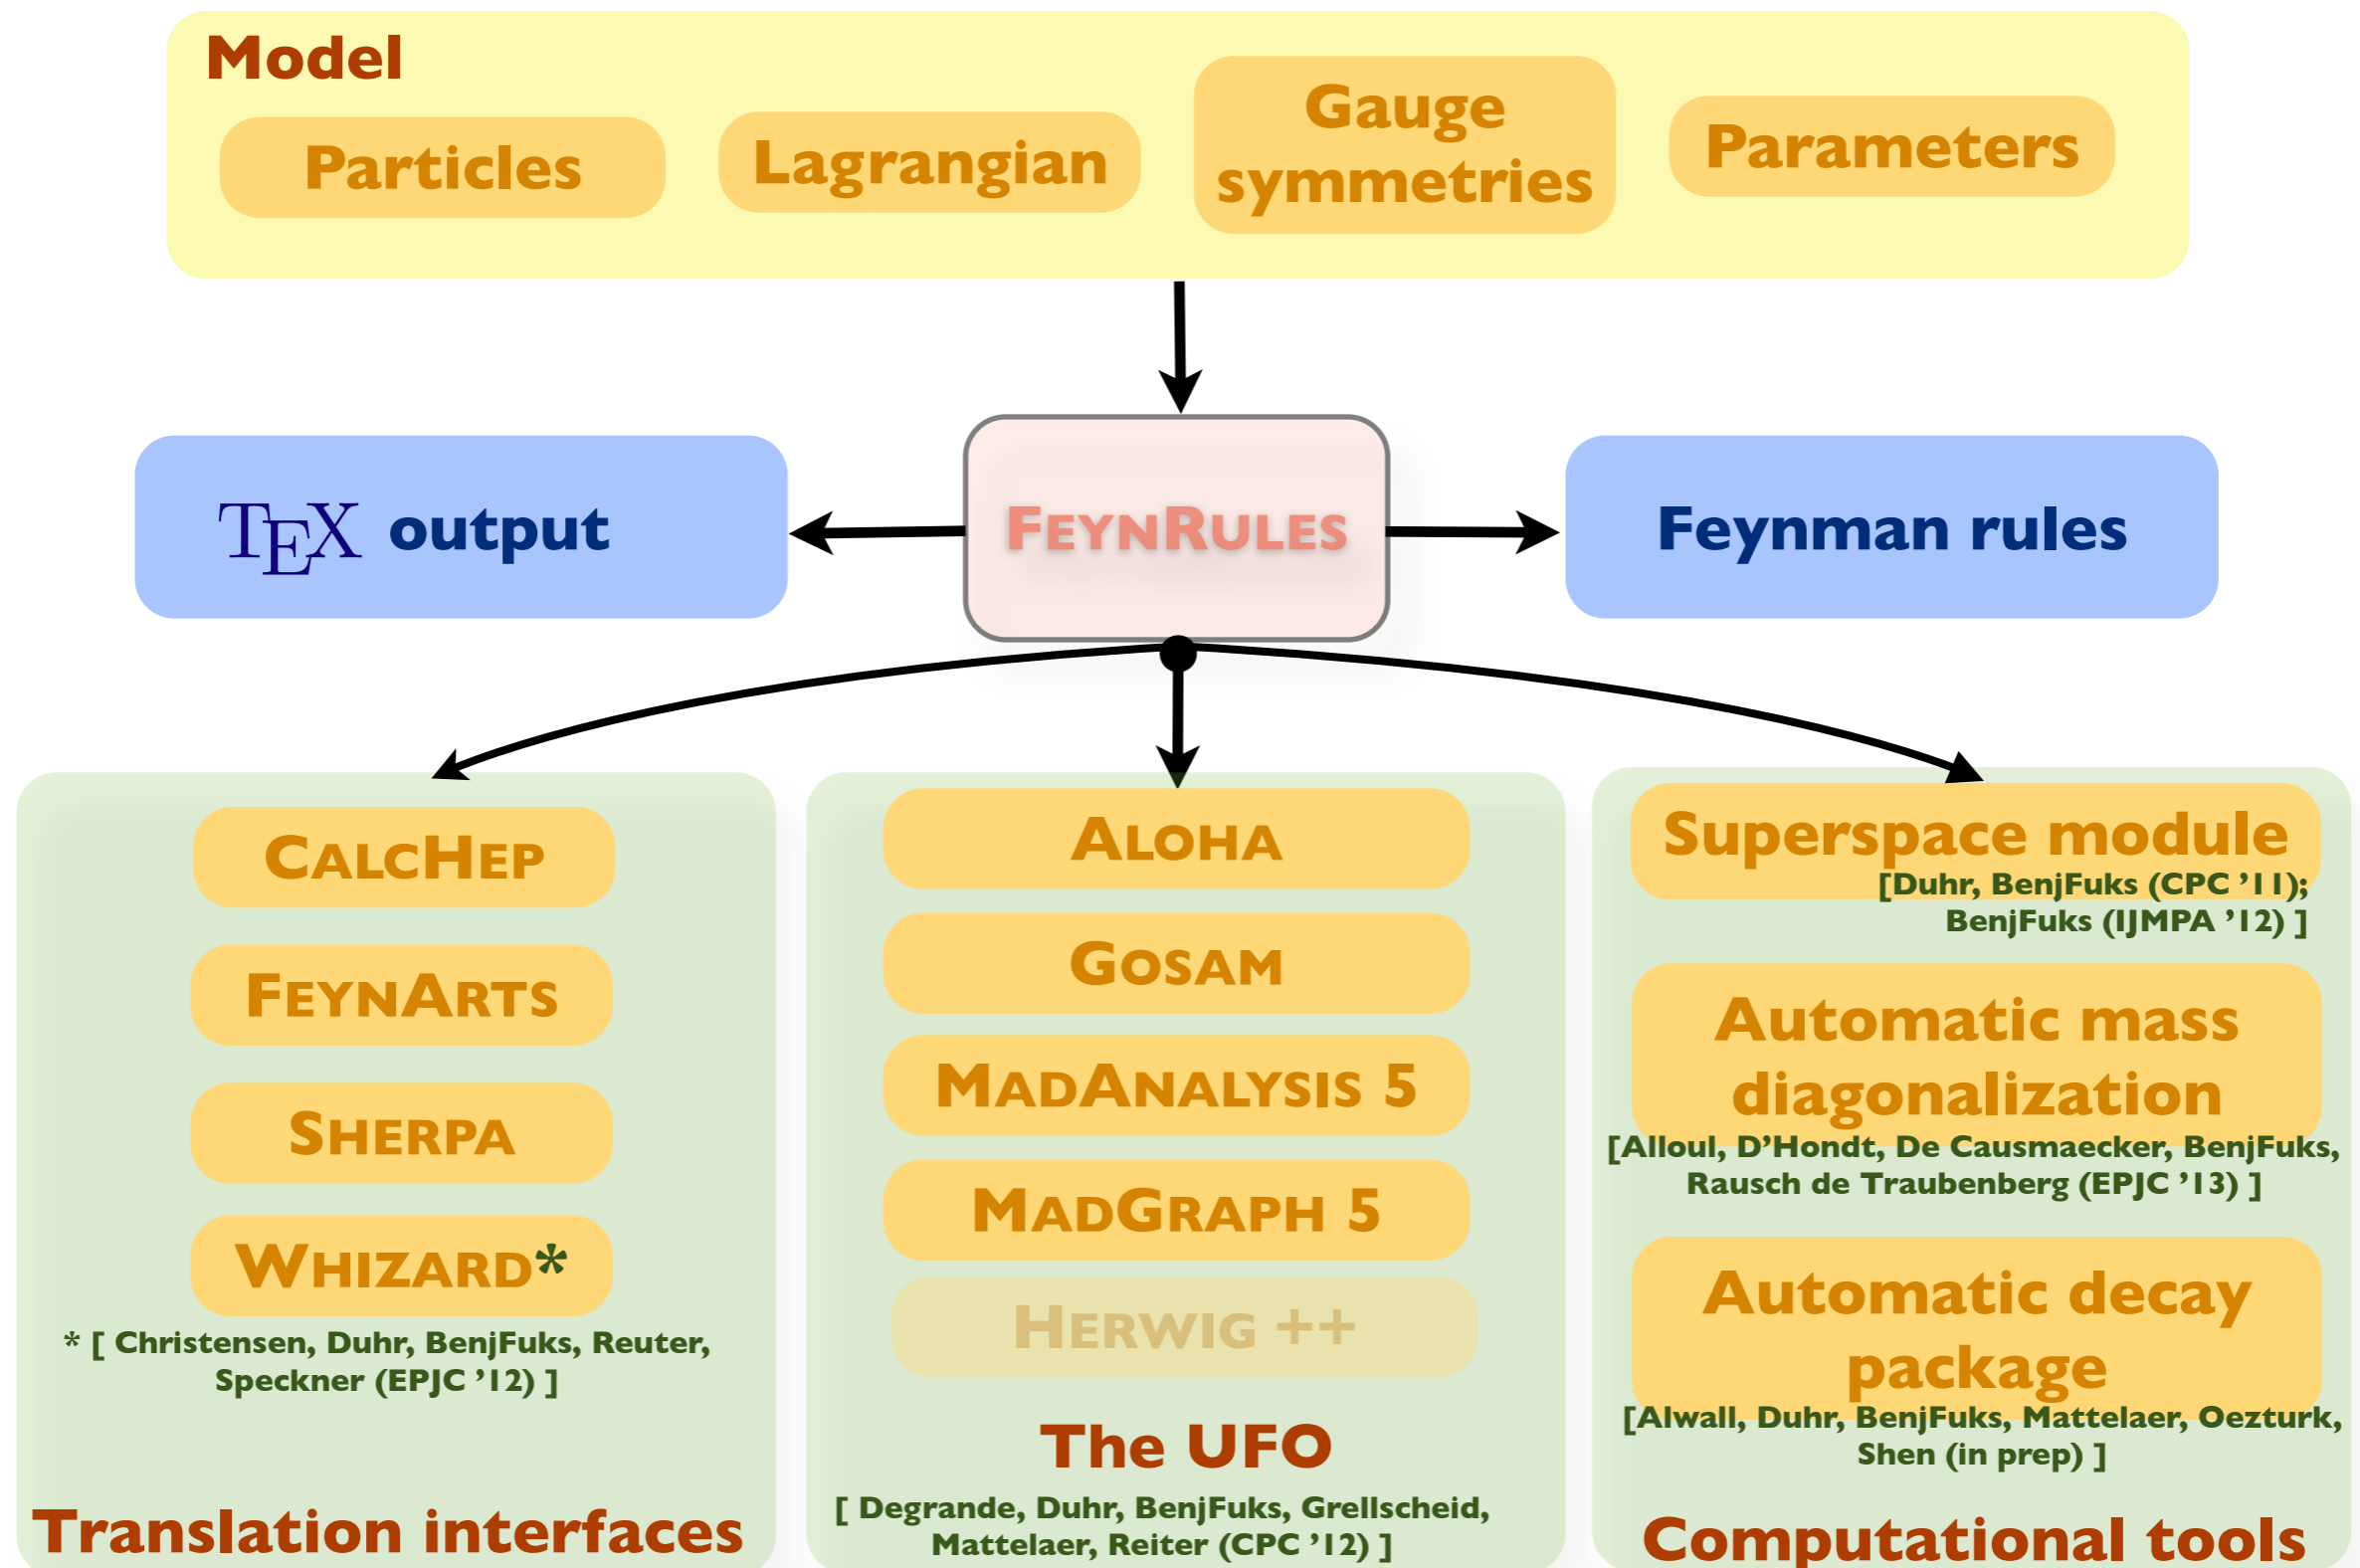 Model
Particles
Lagrangian
Gauge
symmetries
Parameters
TEX output
FEYNRULES
Feynman rules
CALCHEP
FEYNARTS
SHERPA
WHIZARD*
* [ Christensen, Duhr, BenjFuks, Reuter,
Speckner (EPJC ’12) ]
Translation interfaces
ALOHA
GOSAM
MADANALYSIS 5
MADGRAPH 5
HERWIG ++
The UFO
[ Degrande, Duhr, BenjFuks, Grellscheid,
Mattelaer, Reiter (CPC ’12) ]
Superspace module
[Duhr, BenjFuks (CPC ’11);
BenjFuks (IJMPA ’12) ]
Automatic mass
diagonalization
[Alloul, D’Hondt, De Causmaecker, BenjFuks,
Rausch de Traubenberg (EPJC ’13) ]
Automatic decay
package
[Alwall, Duhr, BenjFuks, Mattelaer, Oezturk,
Shen (in prep) ]
Computational tools